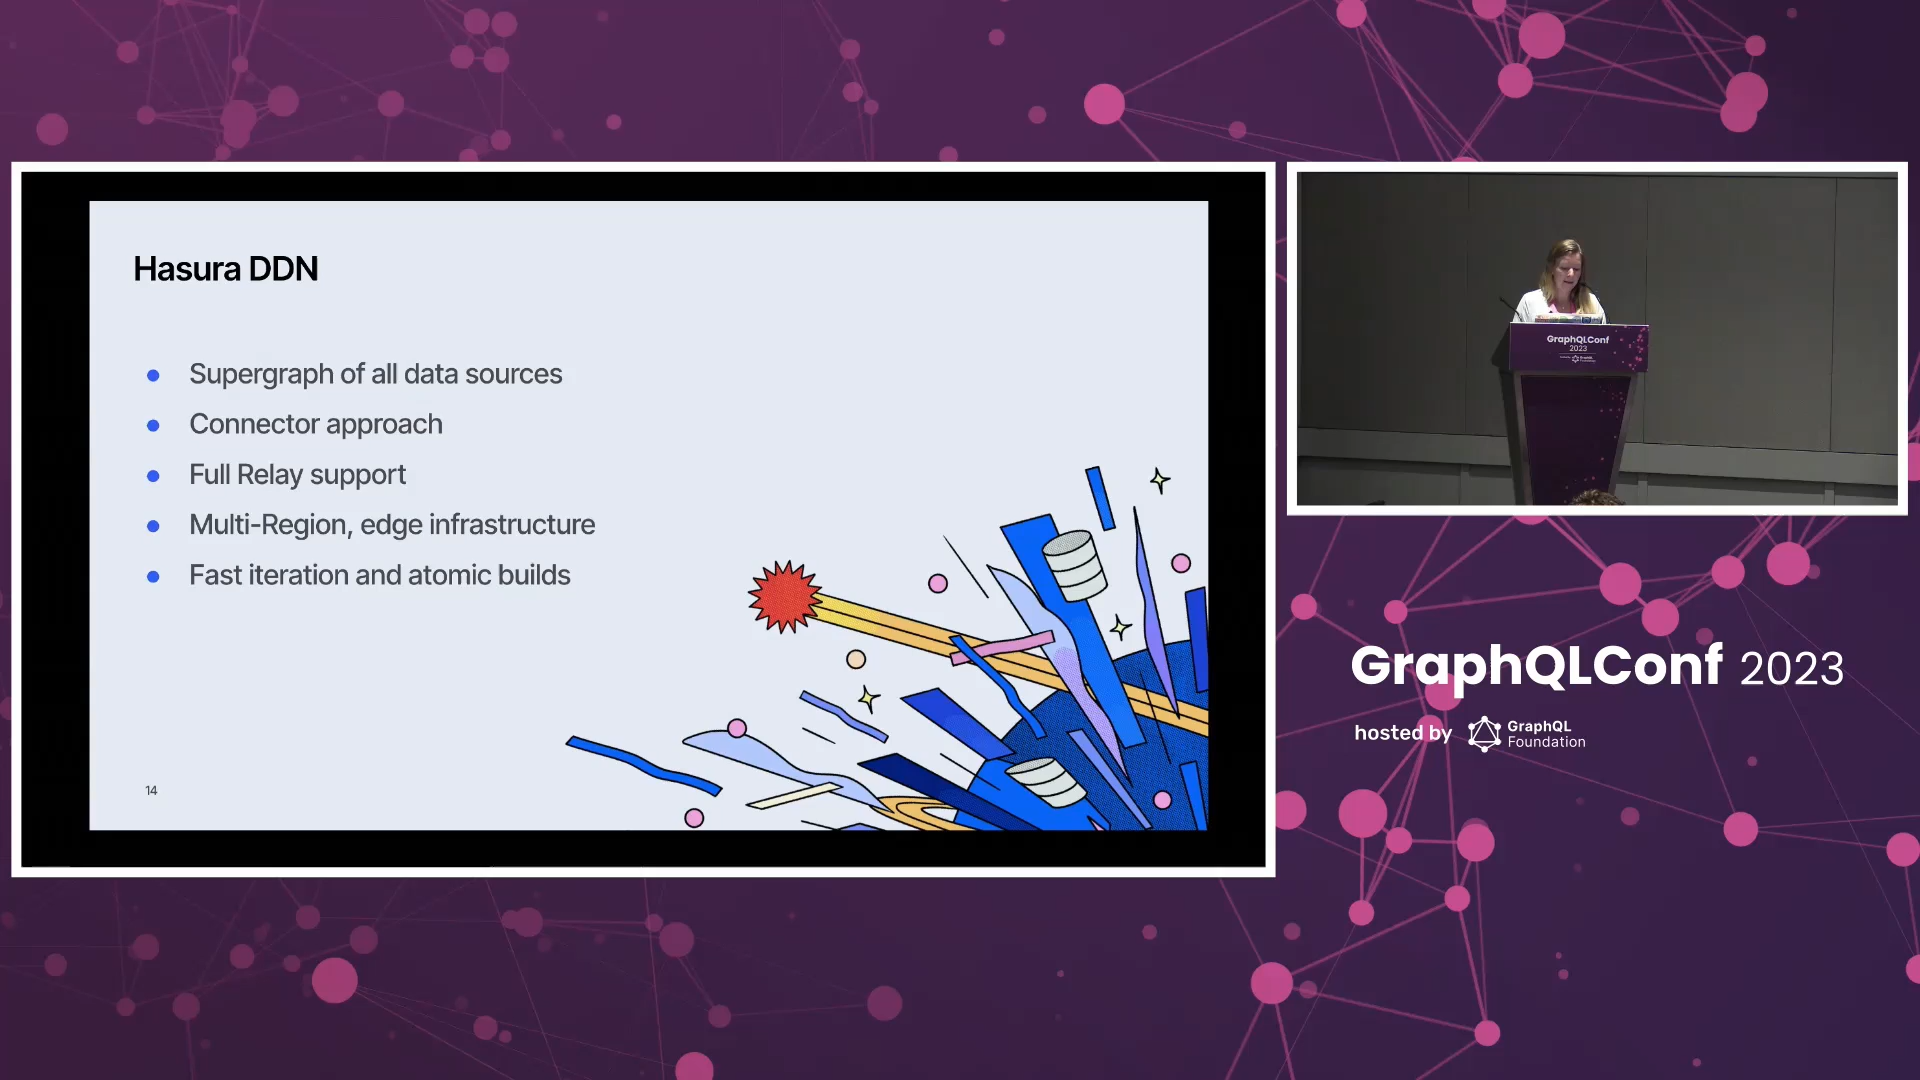 Hasura DDN
Supergraph of all data sources
Connector approach
Full Relay support
Multi-Region, edge infrastructure
Fast iteration and atomic builds
14
GraphQLConf
2023
GraphQLConf 2023
hosted by GraphQL Foundation